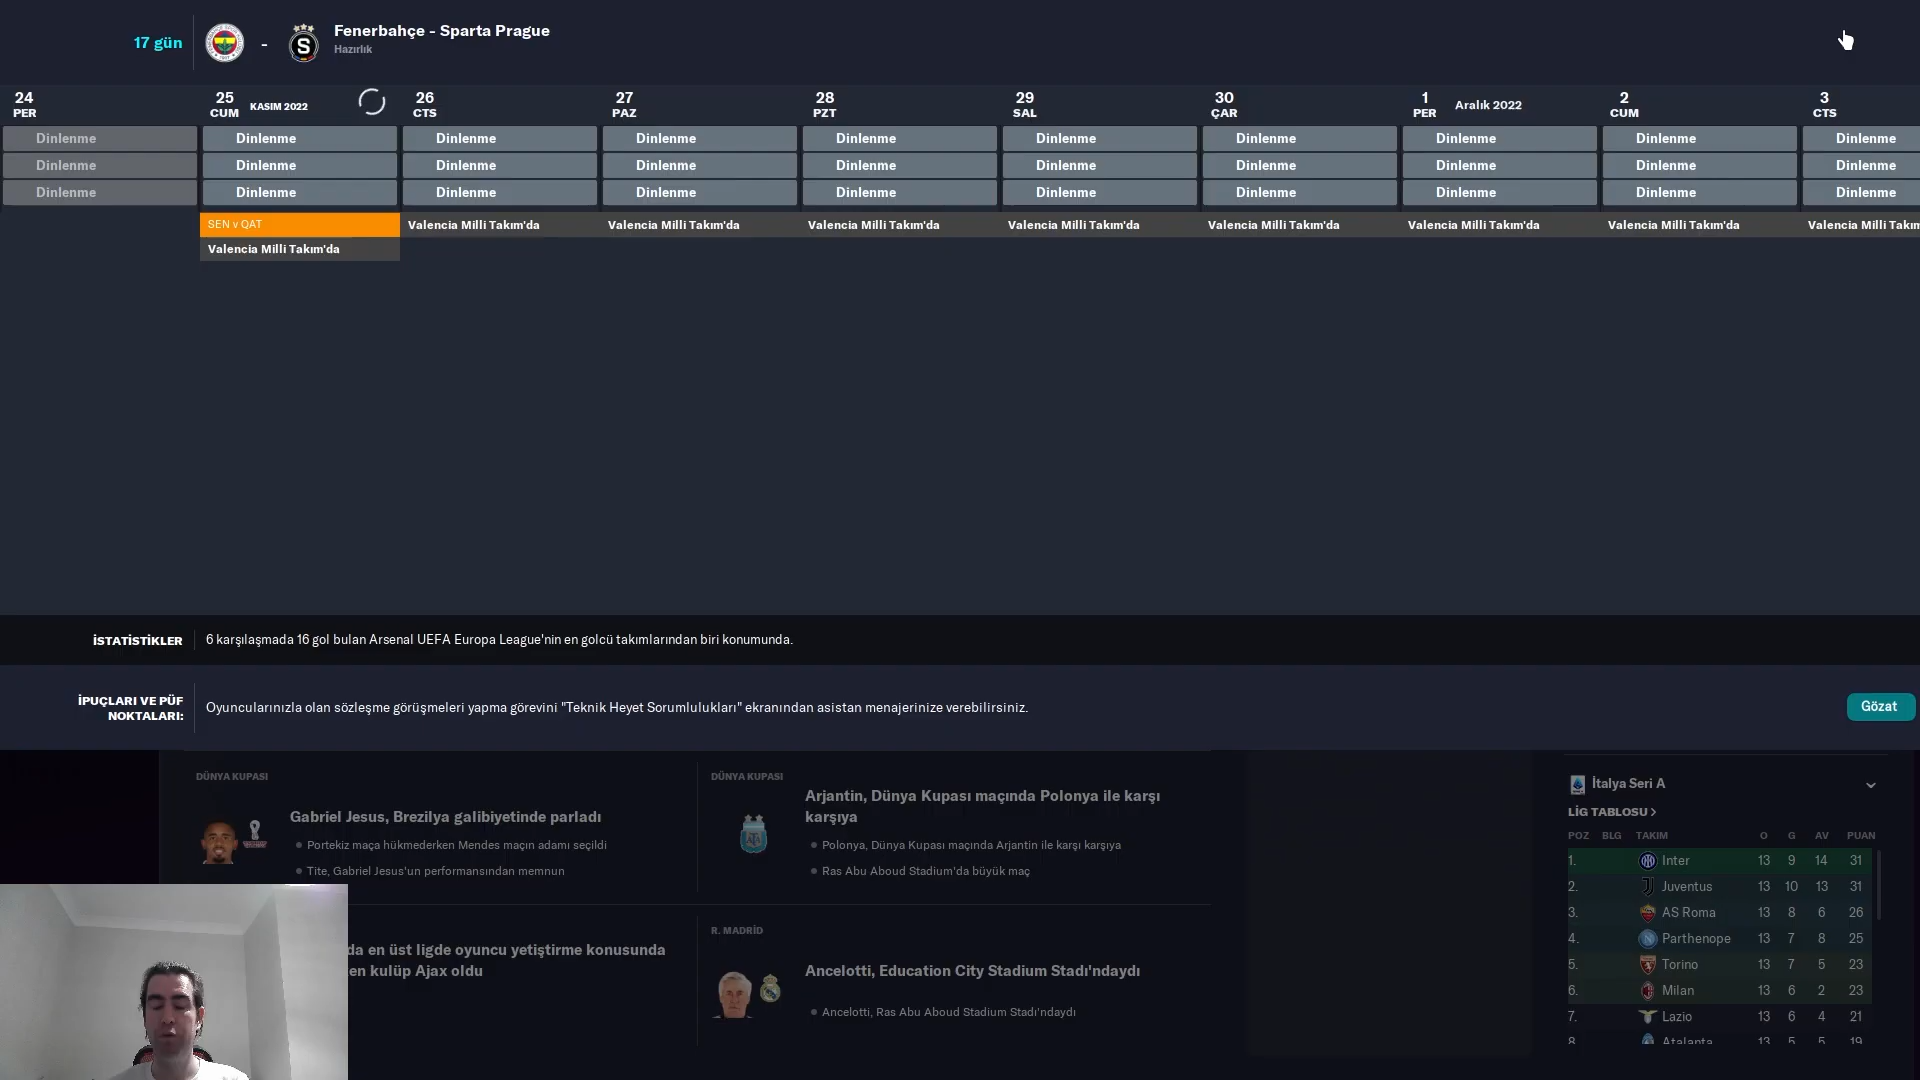 17 gün
-
Fenerbahçe - Sparta Prague
Hazırlık
24
PER
25
CUM
KASIM 2022
26
CTS
27
PAZ
28
PZT
29
SAL
30
ÇAR
1
PER
Aralık 2022
2
CUM
3
CTS
Dinlenme Dinlenme Dinlenme Dinlenme Dinlenme Dinlenme Dinlenme Dinlenme Dinlenme Dinlenme
Dinlenme Dinlenme Dinlenme Dinlenme Dinlenme Dinlenme Dinlenme Dinlenme Dinlenme Dinlenme
Dinlenme Dinlenme Dinlenme Dinlenme Dinlenme Dinlenme Dinlenme Dinlenme Dinlenme Dinlenme
SEN v QAT Valencia Milli Takım'da Valencia Milli Takım'da Valencia Milli Takım'da Valencia Milli Takım'da Valencia Milli Takım'da Valencia Milli Takım'da Valencia Milli Takım'da Valencia Milli Takım
Valencia Milli Takım'da
İSTATİSTİKLER
6 karşılaşmada 16 gol bulan Arsenal UEFA Europa League'nin en golcü takımlarından biri konumunda.
İPUÇLARI VE PÜF
NOKTALARI:
Oyuncularınızla olan sözleşme görüşmeleri yapma görevini "Teknik Heyet Sorumlulukları" ekranından asistan menajerinize verebilirsiniz.
Gözat
DÜNYA KUPASI
Gabriel Jesus, Brezilya galibiyetinde parladı
Portekiz maça hükmederken Mendes maçın adamı seçildi
Tite, Gabriel Jesus'un performansından memnun
DÜNYA KUPASI
Arjantin, Dünya Kupası maçında Polonya ile karşı
karşıya
Polonya, Dünya Kupası maçında Arjantin ile karşı karşıya
Ras Abu Aboud Stadium'da büyük maç
da en üst ligde oyuncu yetiştirme konusunda
en kulüp Ajax oldu
R. MADRİD
Ancelotti, Education City Stadium Stadı'ndaydı
Ancelotti, Ras Abu Aboud Stadium Stadı'ndaydı
İtalya Seri A
LİG TABLOSU
POZ BLG TAKIM O G AV PUAN
1. Inter 13 9 14 31
2. Juventus 13 10 13 31
3. AS Roma 13 8 6 26
4. Parthenope 13 7 8 25
5. Torino 13 7 5 23
6. Milan 13 6 2 23
7. Lazio 13 6 4 21
8. Atalanta 13 5 5 19